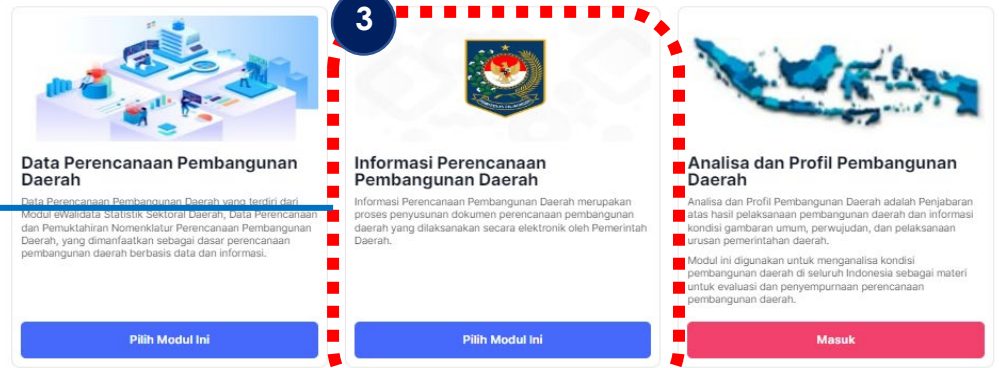 3
Data Perencanaan Pembangunan
Daerah
Data Perencanaan Pembangunan Daerah yang terdiri dari
Modul eWalidata Statistik Sektoral Daerah, Data Perencanaan
dan Pemuktahiran Nomenklatur Perencanaan Pembangunan
Daerah, yang dimanfaatkan sebagai dasar perencanaan
pembangunan daerah berbasis data dan informasi.
Pilih Modul Ini
Informasi Perencanaan
Pembangunan Daerah
Informasi Perencanaan Pembangunan Daerah merupakan
proses penyusunan dokumen perencanaan pembangunan
daerah yang dilaksanakan secara elektronik oleh Pemerintah
Daerah.
Pilih Modul Ini
Analisa dan Profil Pembangunan
Daerah
Analisa dan Profil Pembangunan Daerah adalah Penjabaran
atas hasil pelaksanaan pembangunan daerah dan informasi
kondisi gambaran umum, perwujudan, dan pelaksanaan
urusan pemerintahan daerah.
Modul ini digunakan untuk menganalisa kondisi
pembangunan daerah di seluruh Indonesia sebagai materi
untuk evaluasi dan penyempurnaan perencanaan
pembangunan daerah.
Masuk